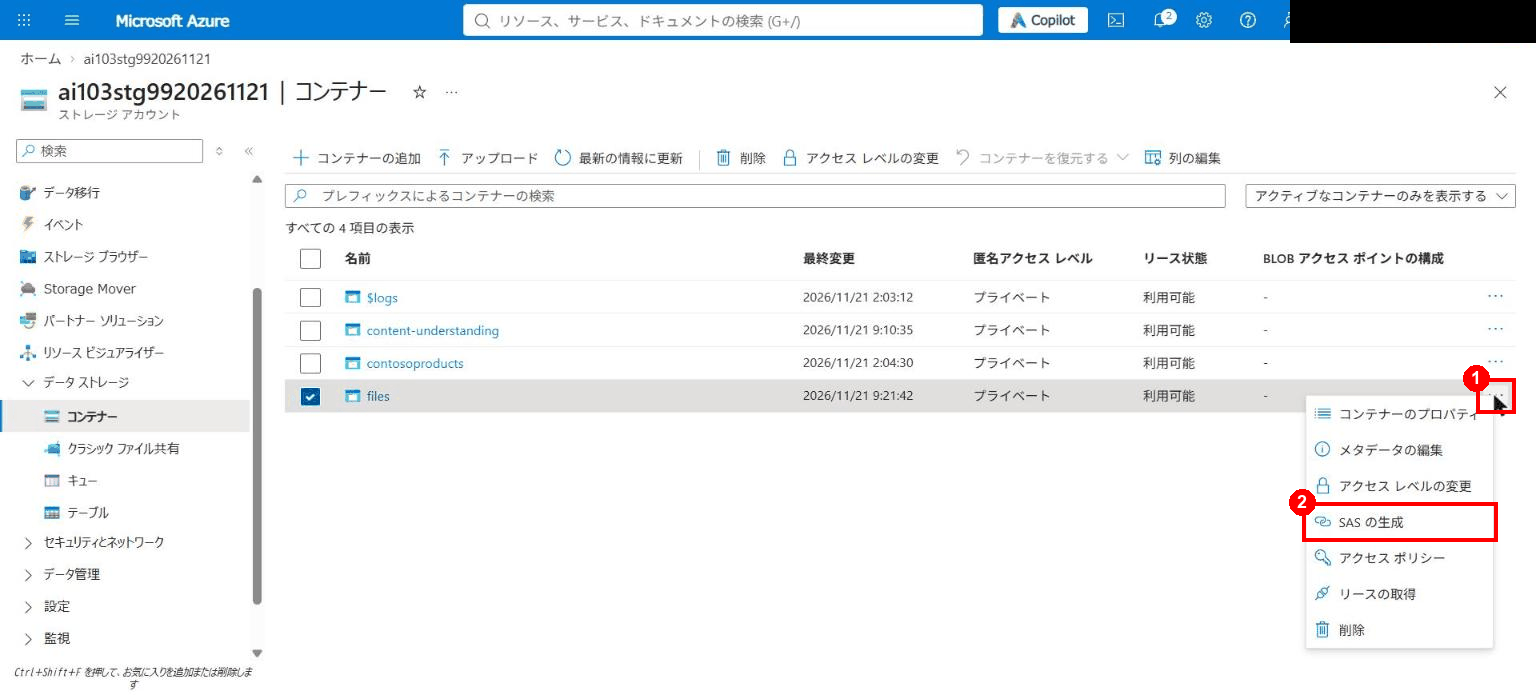 Microsoft Azure
リソース、サービス、ドキュメントの検索 (G+/)
Copilot
2
ホーム > ai103stg9920261121
ai103stg9920261121 | コンテナー
ストレージ アカウント
検索
コンテナーの追加 アップロード 最新の情報に更新 削除 アクセス レベルの変更 コンテナーを復元する 列の編集
データ移行
イベント
ストレージ ブラウザー
Storage Mover
パートナー ソリューション
リソース ビジュアライザー
データ ストレージ
コンテナー
クラシック ファイル共有
キュー
テーブル
セキュリティとネットワーク
データ管理
設定
監視
Ctrl+Shift+F を押して、お気に入りを追加または削除しま
す
プレフィックスによるコンテナーの検索
アクティブなコンテナーのみを表示する
すべての 4 項目の表示
名前 最終変更 匿名アクセス レベル リース状態 BLOB アクセス ポイントの構成
$logs 2026/11/21 2:03:12 プライベート 利用可能 -
content-understanding 2026/11/21 9:10:35 プライベート 利用可能 -
contosoproducts 2026/11/21 2:04:30 プライベート 利用可能 -
files 2026/11/21 9:21:42 プライベート 利用可能 -
1
コンテナーのプロパティ
メタデータの編集
アクセス レベルの変更
2
SAS の生成
アクセス ポリシー
リースの取得
削除